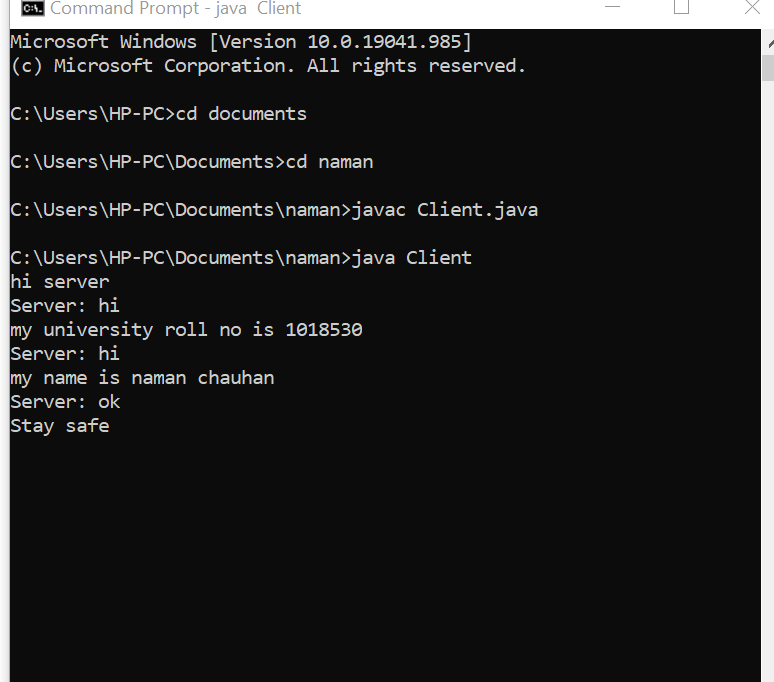 Command Prompt - java  Client
Microsoft Windows [Version 10.0.19041.985]
(c) Microsoft Corporation. All rights reserved.
C:\Users\HP-PC>cd documents
C:\Users\HP-PC\Documents>cd naman
C:\Users\HP-PC\Documents\naman>javac Client.java
C:\Users\HP-PC\Documents\naman>java Client
hi server
Server: hi
my university roll no is 1018530
Server: hi
my name is naman chauhan
Server: ok
Stay safe